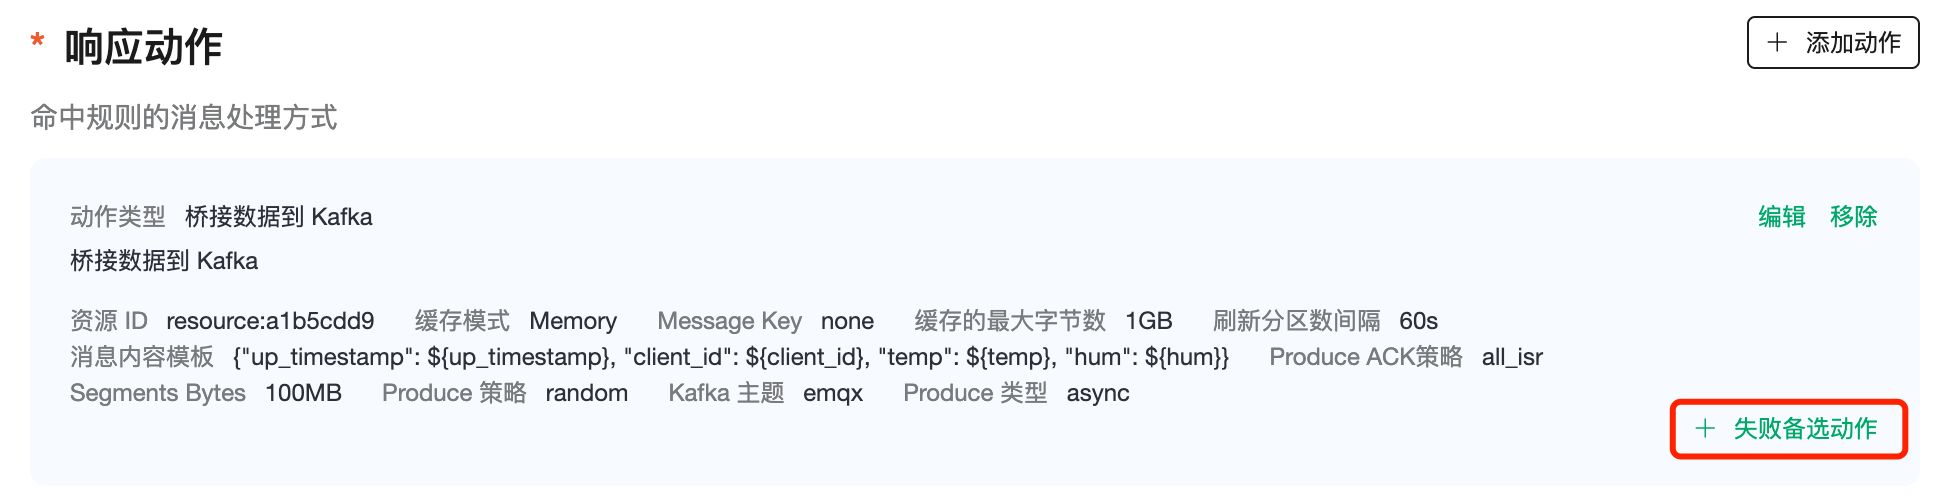 * 响应动作
+ 添加动作
命中规则的消息处理方式
动作类型 桥接数据到 Kafka
编辑 移除
桥接数据到 Kafka
资源 ID resource:a1b5cdd9 缓存模式 Memory Message Key none 缓存的最大字节数 1GB 刷新分区数间隔 60s
消息内容模板 {"up_timestamp": ${up_timestamp}, "client_id": ${client_id}, "temp": ${temp}, "hum": ${hum}} Produce ACK策略 all_isr
Segments Bytes 100MB Produce 策略 random Kafka 主题 emqx Produce 类型 async
+ 失败备选动作